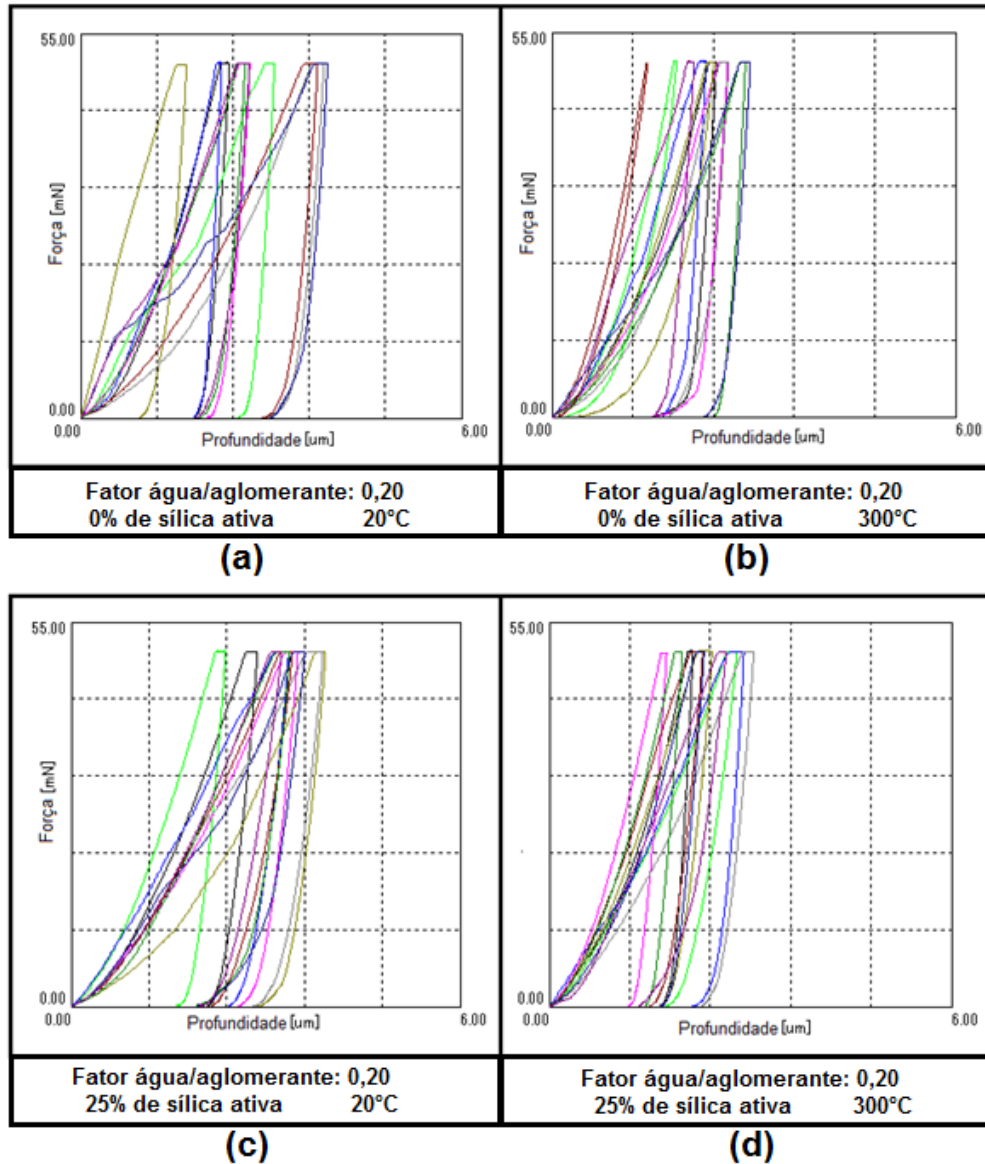 55.00
Força [mN]
0.00
0.00
Profundidade [µm]
6.00
Fator água/aglomerante: 0,20
0% de sílica ativa 20°C
(a)
55.00
Força [mN]
0.00
0.00
Profundidade [µm]
6.00
Fator água/aglomerante: 0,20
0% de sílica ativa 300°C
(b)
55.00
Força [mN]
0.00
0.00
Profundidade [µm]
6.00
Fator água/aglomerante: 0,20
25% de sílica ativa 20°C
(c)
55.00
Força [mN]
0.00
0.00
Profundidade [µm]
6.00
Fator água/aglomerante: 0,20
25% de sílica ativa 300°C
(d)